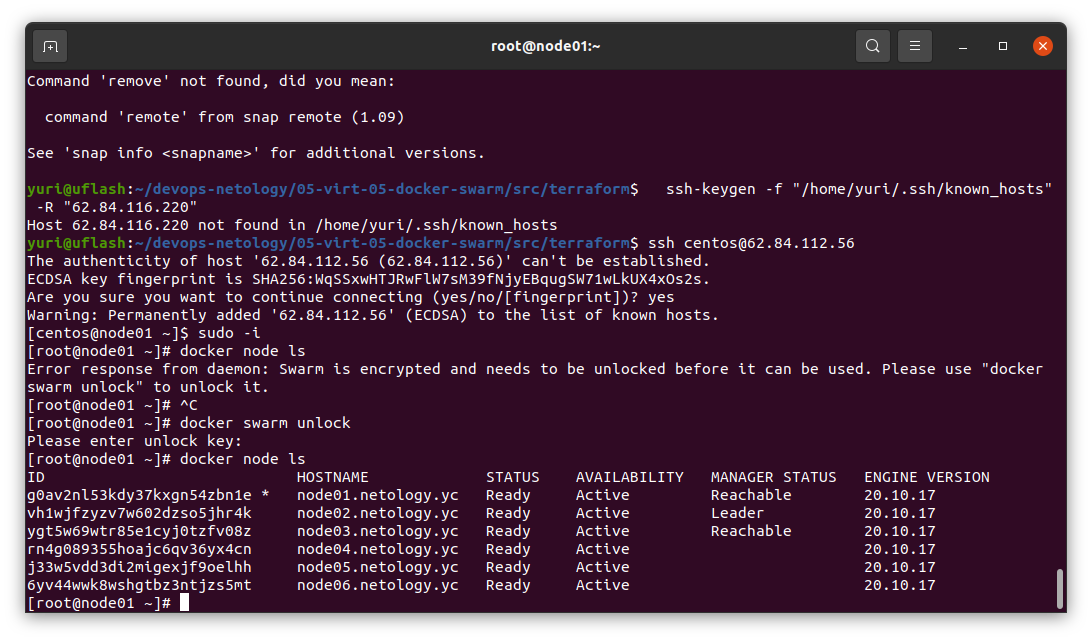 root@node01:~
Command 'remove' not found, did you mean:
  command 'remote' from snap remote (1.09)
See 'snap info <snapname>' for additional versions.
yuri@uflash:~/devops-netology/05-virt-05-docker-swarm/src/terraform$   ssh-keygen -f "/home/yuri/.ssh/known_hosts"
 -R "62.84.116.220"
Host 62.84.116.220 not found in /home/yuri/.ssh/known_hosts
yuri@uflash:~/devops-netology/05-virt-05-docker-swarm/src/terraform$ ssh centos@62.84.112.56
The authenticity of host '62.84.112.56 (62.84.112.56)' can't be established.
ECDSA key fingerprint is SHA256:WqSSxwHTJRwFlW7sM39fNjyEBqugSW71wLkUX4xOs2s.
Are you sure you want to continue connecting (yes/no/[fingerprint])? yes
Warning: Permanently added '62.84.112.56' (ECDSA) to the list of known hosts.
[centos@node01 ~]$ sudo -i
[root@node01 ~]# docker node ls
Error response from daemon: Swarm is encrypted and needs to be unlocked before it can be used. Please use "docker
swarm unlock" to unlock it.
[root@node01 ~]# ^C
[root@node01 ~]# docker swarm unlock
Please enter unlock key:
[root@node01 ~]# docker node ls
ID                            HOSTNAME             STATUS    AVAILABILITY   MANAGER STATUS   ENGINE VERSION
g0av2nl53kdy37kxgn54zbn1e *   node01.netology.yc   Ready     Active         Reachable        20.10.17
vh1wjfzyzv7w602dzso5jhr4k     node02.netology.yc   Ready     Active         Leader           20.10.17
ygt5w69wtr85e1cyj0tzfv08z     node03.netology.yc   Ready     Active         Reachable        20.10.17
rn4g089355hoajc6qv36yx4cn     node04.netology.yc   Ready     Active                          20.10.17
j33w5vdd3di2migexjf9oelhh     node05.netology.yc   Ready     Active                          20.10.17
6yv44wwk8wshgtbz3ntjzs5mt     node06.netology.yc   Ready     Active                          20.10.17
[root@node01 ~]#